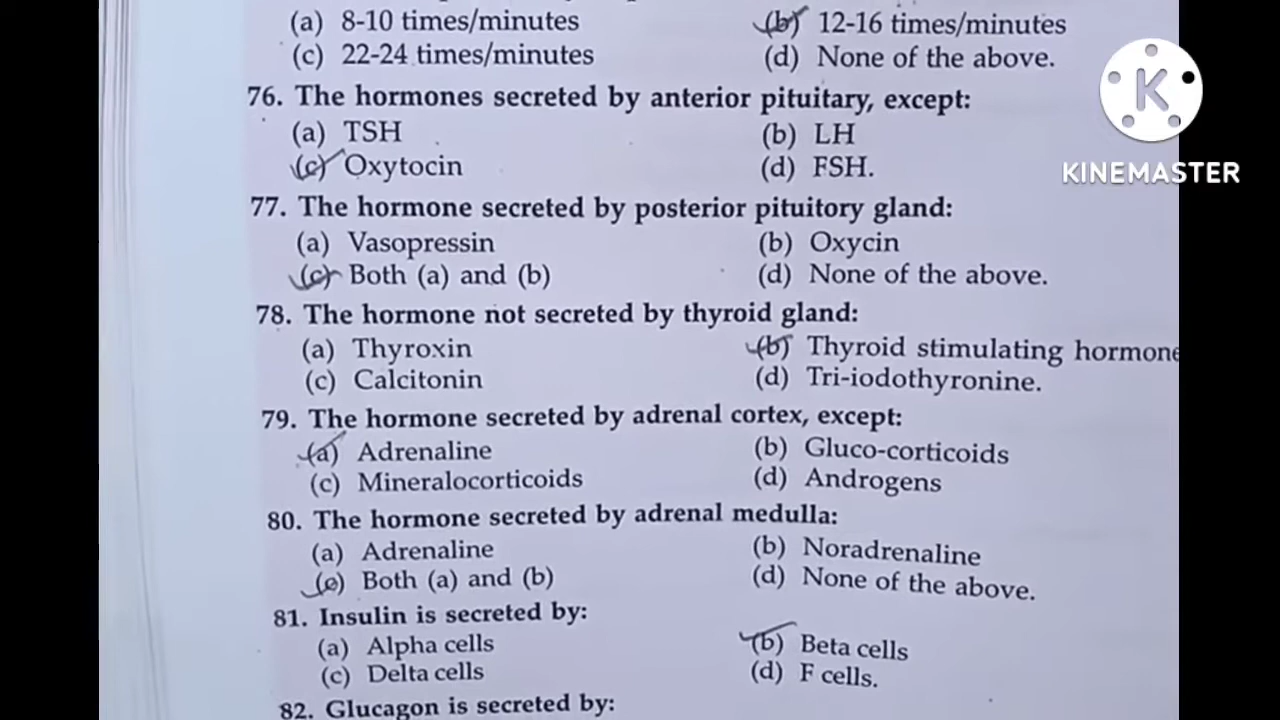 (a) 8-10 times/minutes (b) 12-16 times/minutes
(c) 22-24 times/minutes (d) None of the above.
76. The hormones secreted by anterior pituitary, except:
(a) TSH (b) LH
(c) Oxytocin (d) FSH.
77. The hormone secreted by posterior pituitory gland:
(a) Vasopressin (b) Oxycin
(c) Both (a) and (b) (d) None of the above.
78. The hormone not secreted by thyroid gland:
(a) Thyroxin (b) Thyroid stimulating hormone
(c) Calcitonin (d) Tri-iodothyronine.
79. The hormone secreted by adrenal cortex, except:
(a) Adrenaline (b) Gluco-corticoids
(c) Mineralocorticoids (d) Androgens
80. The hormone secreted by adrenal medulla:
(a) Adrenaline (b) Noradrenaline
(c) Both (a) and (b) (d) None of the above.
81. Insulin is secreted by:
(a) Alpha cells (b) Beta cells
(c) Delta cells (d) F cells.
82. Glucagon is secreted by:
K
KINEMASTER